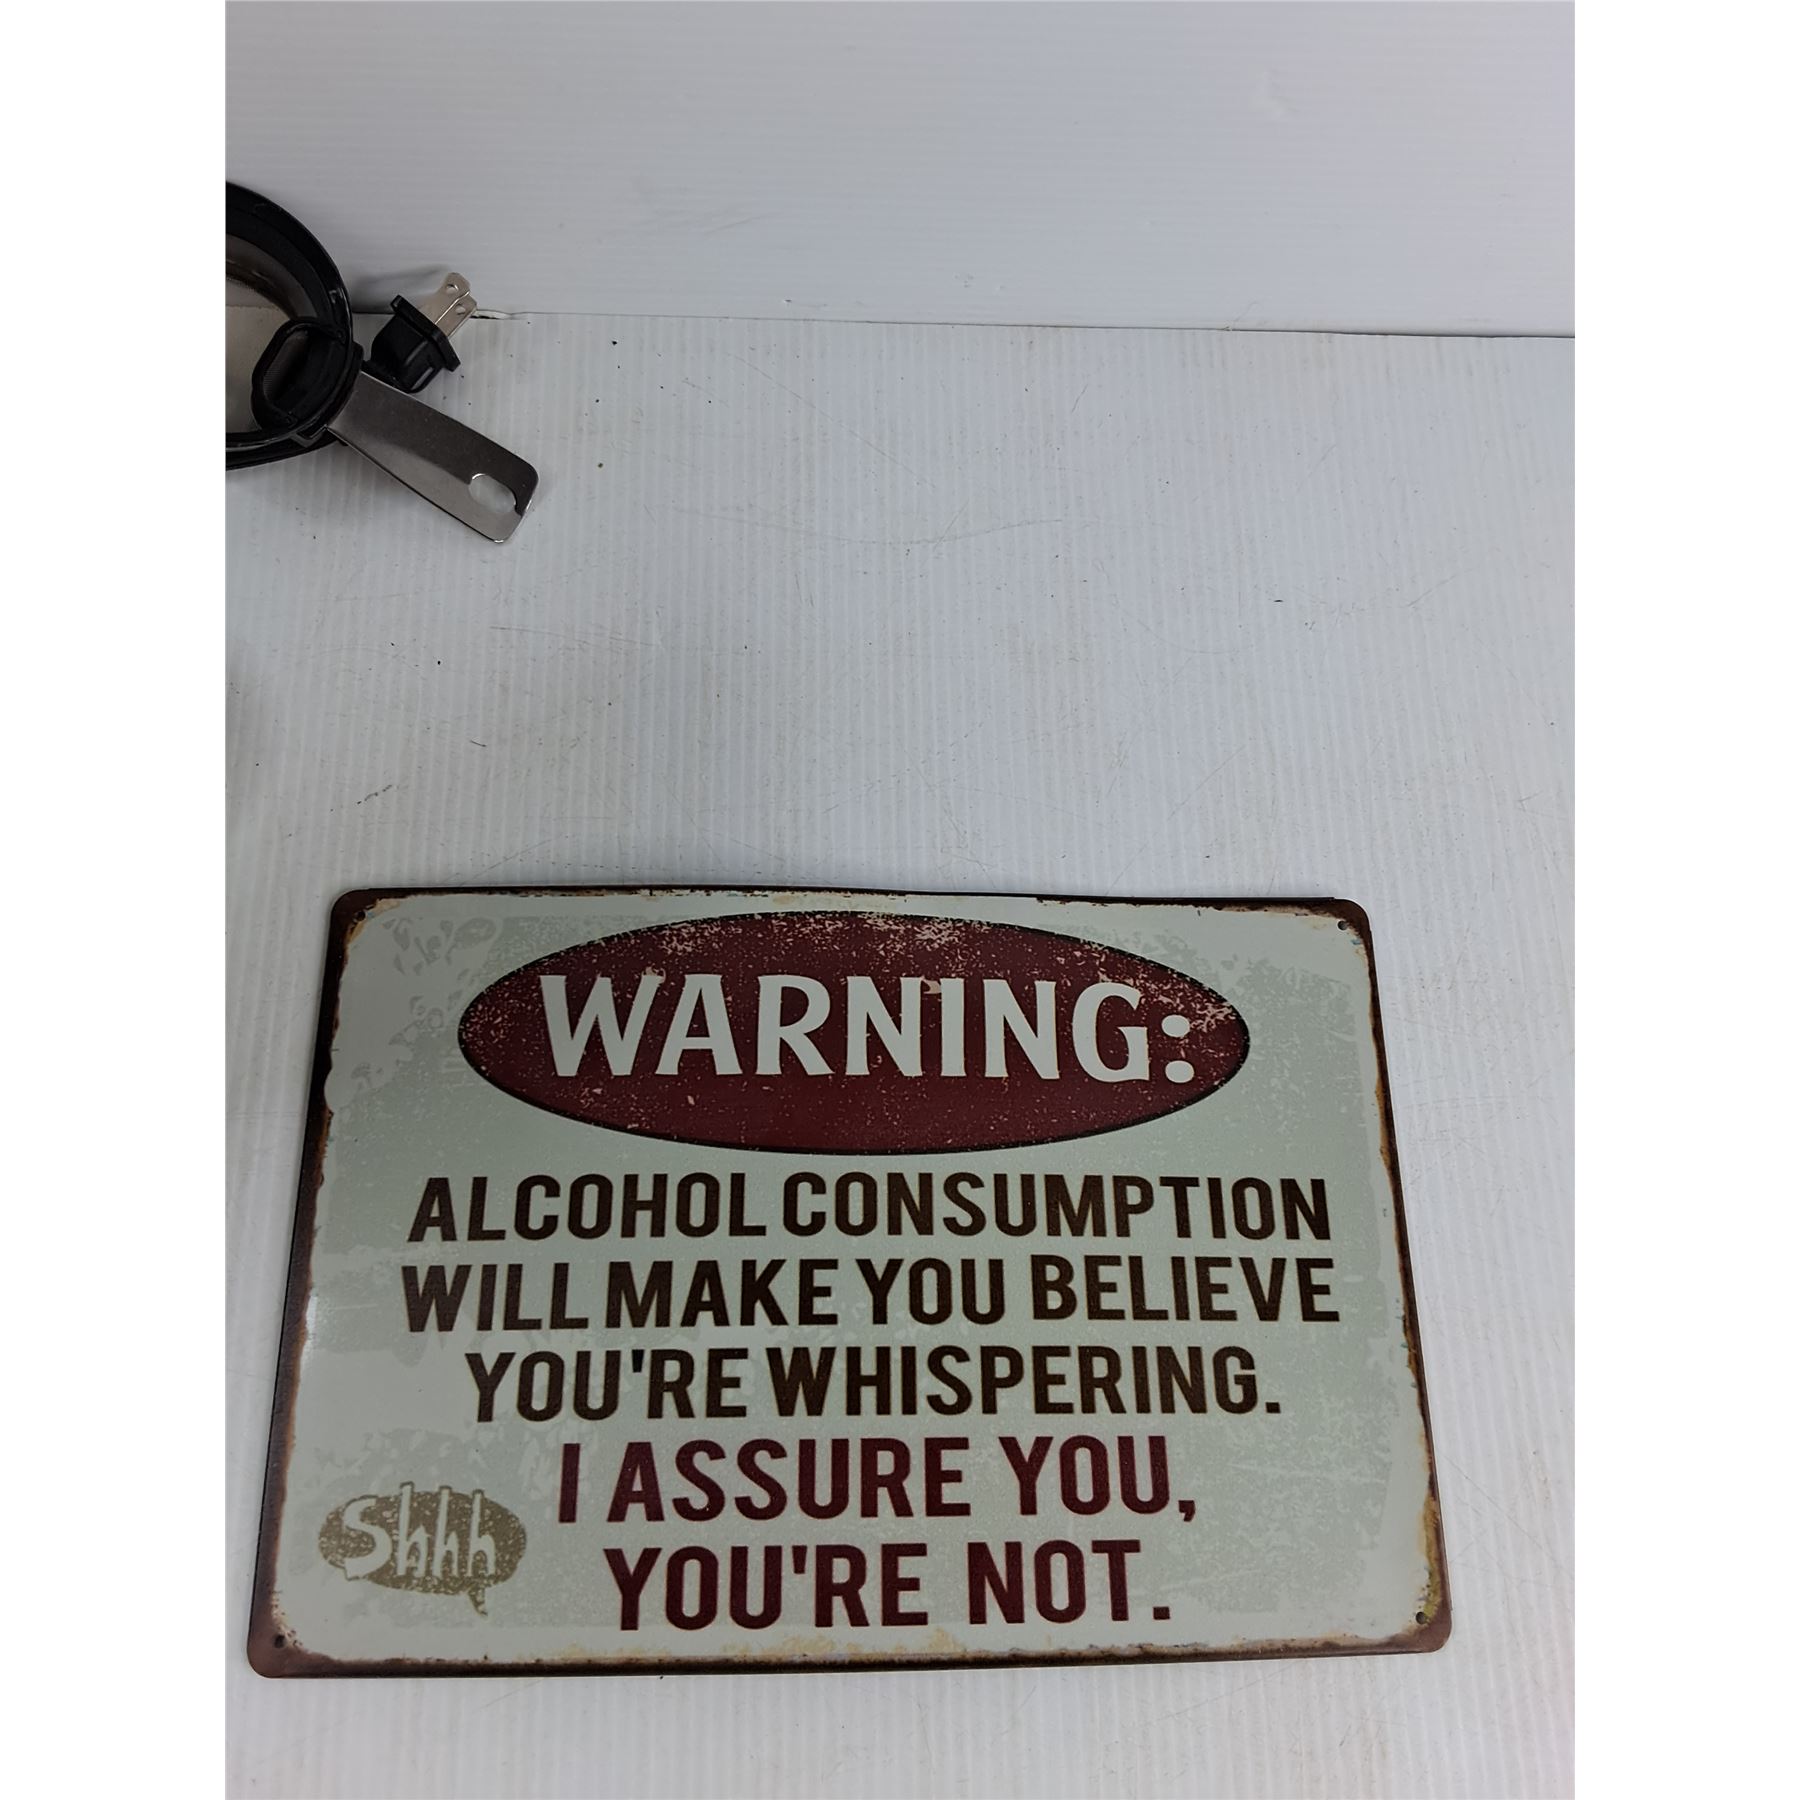 WARNING:
ALCOHOL CONSUMPTION
WILL MAKE YOU BELIEVE
YOU'RE WHISPERING.
I ASSURE YOU,
YOU'RE NOT.
Shhh